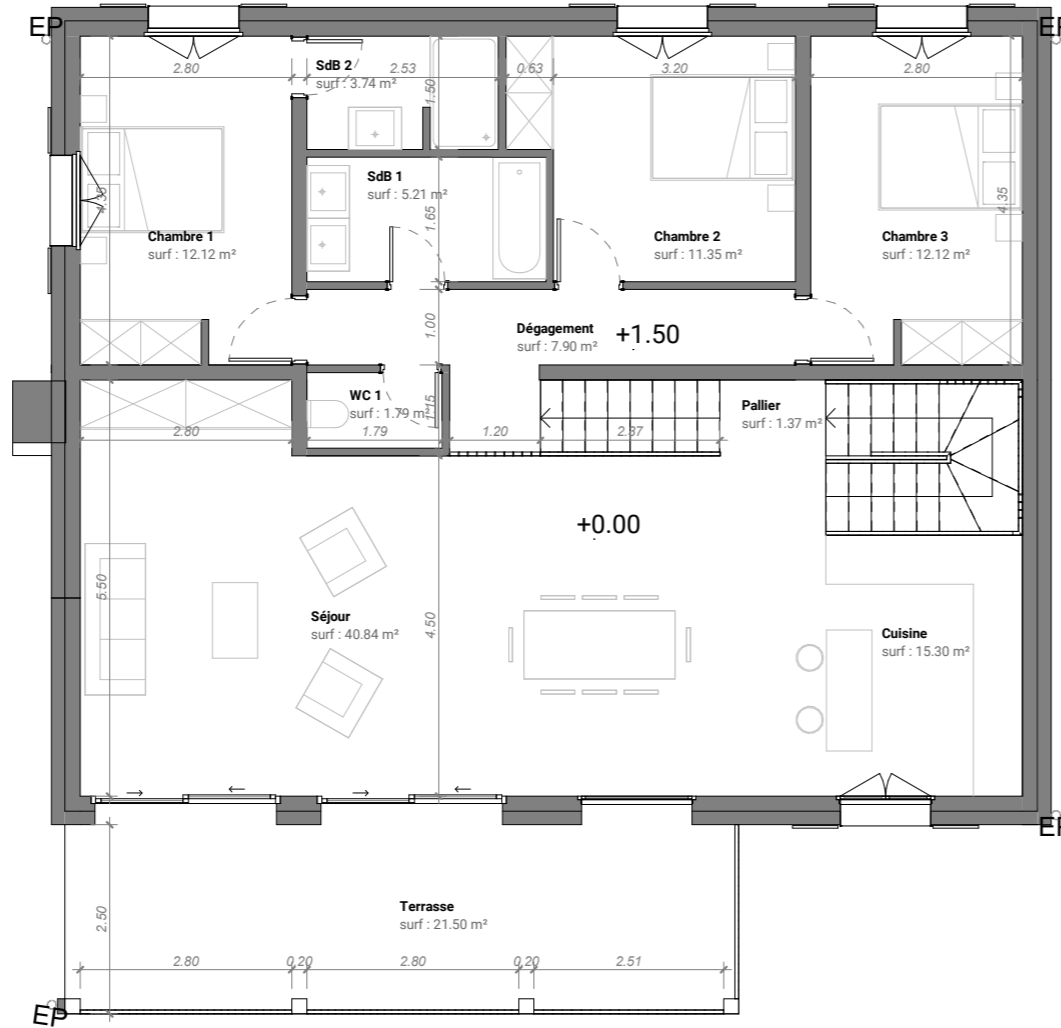 EP
EP
2.80
SdB 2
surf : 3.74 m²
2.53
0.63
3.20
2.80
1.50
SdB 1
surf : 5.21 m²
4.35
1.65
4.35
Chambre 1
surf : 12.12 m²
Chambre 2
surf : 11.35 m²
Chambre 3
surf : 12.12 m²
1.00
Dégagement
surf : 7.90 m²
+1.50
WC 1
surf : 1.79 m²
1.15
Pallier
surf : 1.37 m²
2.80
1.79
1.20
2.37
+0.00
5.50
Séjour
surf : 40.84 m²
4.50
Cuisine
surf : 15.30 m²
EP
Terrasse
surf : 21.50 m²
2.50
2.80
0.20
2.80
0.20
2.51
EP